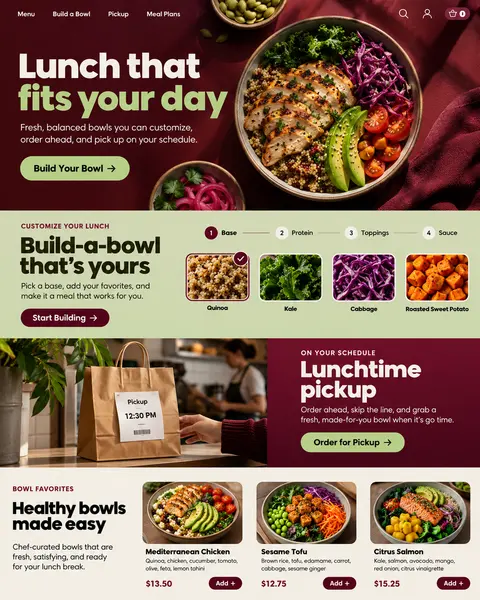 Menu Build a Bowl Pickup Meal Plans 0
Lunch that
fits your day
Fresh, balanced bowls you can customize,
order ahead, and pick up on your schedule.
Build Your Bowl →
CUSTOMIZE YOUR LUNCH
Build-a-bowl
that's yours
Pick a base, add your favorites, and
make it a meal that works for you.
Start Building →
1 Base 2 Protein 3 Toppings 4 Sauce
Quinoa Kale Cabbage Roasted Sweet Potato
Pickup
12:30 PM
ON YOUR SCHEDULE
Lunchtime
pickup
Order ahead, skip the line, and grab a
fresh, made-for-you bowl when it's go time.
Order for Pickup →
BOWL FAVORITES
Healthy bowls
made easy
Chef-curated bowls that are
fresh, satisfying, and ready
for your lunch break.
Mediterranean Chicken
Quinoa, chicken, cucumber, tomato,
olive, feta, lemon tahini
$13.50 Add +
Sesame Tofu
Brown rice, tofu, edamame, carrot,
cabbage, sesame ginger
$12.75 Add +
Citrus Salmon
Kale, salmon, avocado, mango,
red onion, citrus vinaigrette
$15.25 Add +